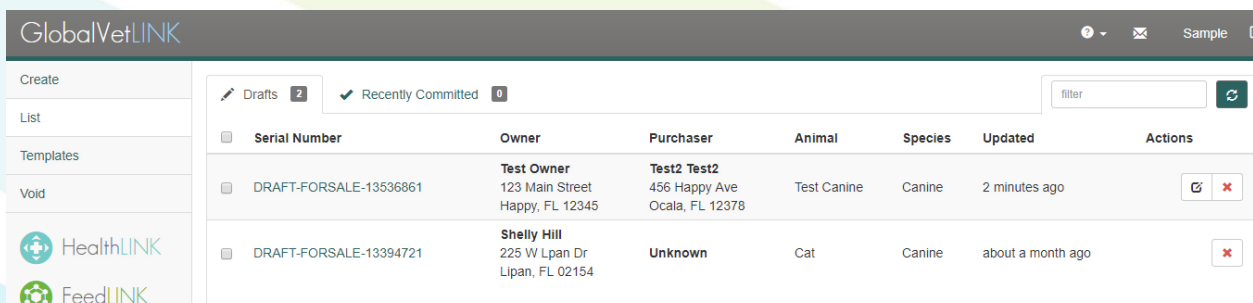 GlobalVetLINK
Sample
Create
List
Templates
Void
HealthLINK
FeedLINK
Drafts 2
Recently Committed 0
filter
Serial Number Owner Purchaser Animal Species Updated Actions
Test Owner Test2 Test2
DRAFT-FORSALE-13536861 123 Main Street 456 Happy Ave Test Canine Canine 2 minutes ago
Happy, FL 12345 Ocala, FL 12378
Shelly Hill
DRAFT-FORSALE-13394721 225 W Lpan Dr Unknown Cat Canine about a month ago
Lipan, FL 02154